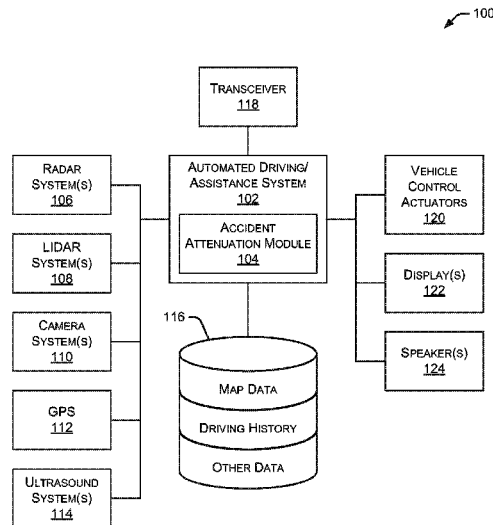 100
TRANSCEIVER
118
RADAR
SYSTEM(S)
106
LIDAR
SYSTEM(S)
108
CAMERA
SYSTEM(S)
110
GPS
112
ULTRASOUND
SYSTEM(S)
114
AUTOMATED DRIVING/
ASSISTANCE SYSTEM
102
ACCIDENT
ATTENUATION MODULE
104
116
MAP DATA
DRIVING HISTORY
OTHER DATA
VEHICLE
CONTROL
ACTUATORS
120
DISPLAY(S)
122
SPEAKER(S)
124